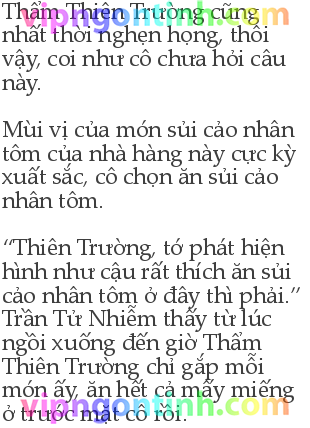 Thẩm Thiên Trường cũng
nhất thời nghẹn họng, thôi
vậy, coi như cô chưa hỏi câu
này.
Mùi vị của món sủi cảo nhân
tôm của nhà hàng này cực kỳ
xuất sắc, cô chọn ăn sủi cảo
nhân tôm.
“Thiên Trường, tớ phát hiện
hình như cậu rất thích ăn sủi
cảo nhân tôm ở đây thì phải.”
Trần Tử Nhiễm thấy từ lúc
ngồi xuống đến giờ Thẩm
Thiên Trường chỉ gắp mỗi
món ấy, ăn hết cả mấy miếng
ở trước mặt cô rồi.
vipngontinh.com
vipngontinh.com